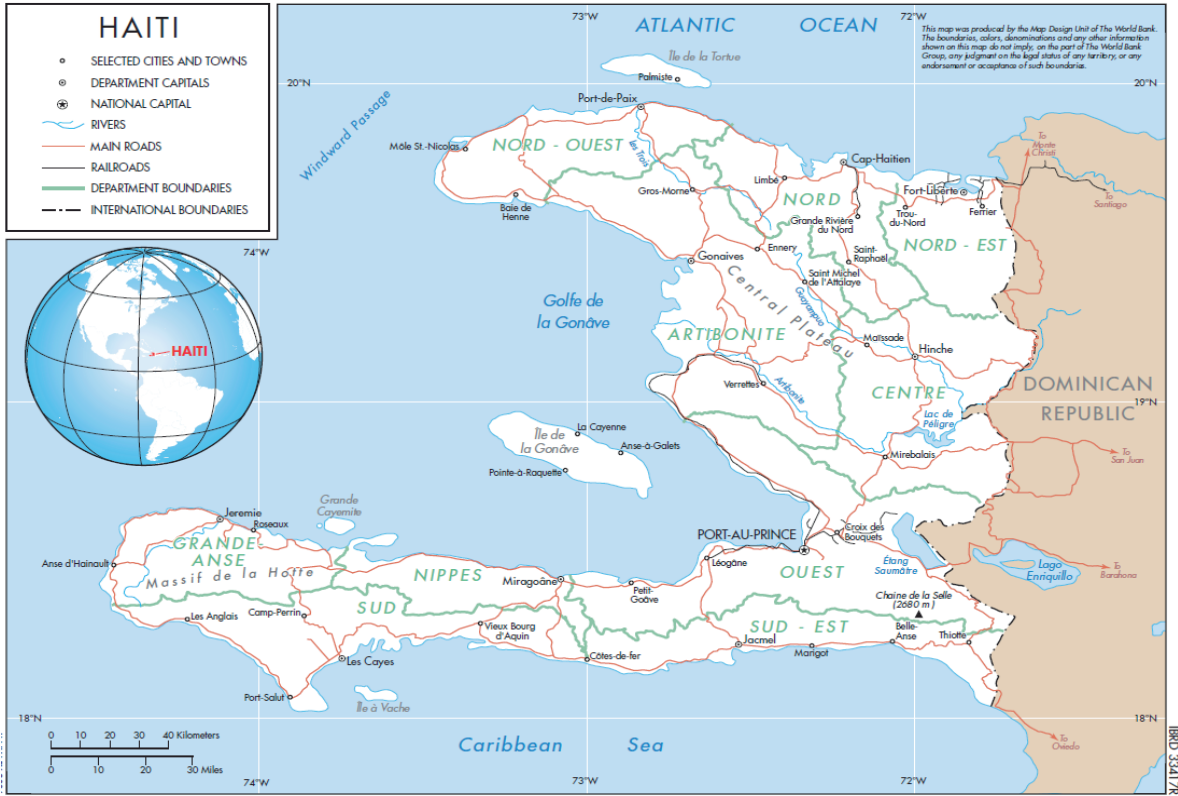 HAITI
SELECTED CITIES AND TOWNS
DEPARTMENT CAPITALS
NATIONAL CAPITAL
RIVERS
MAIN ROADS
RAILROADS
DEPARTMENT BOUNDARIES
INTERNATIONAL BOUNDARIES
73°W
72°W
ATLANTIC OCEAN
This map was produced by the Map Design Unit of The World Bank.
The boundaries, colors, denominations and any other information
shown on this map do not imply, on the part of The World Bank
Group, any judgment on the legal status of any territory, or any
endorsement or acceptance of such boundaries.
Île de la Tortue
Palmiste
20°N
20°N
Port-de-Paix
Windward Passage
Môle St.-Nicolas
NORD - OUEST
Les Trois
To
Monte
Christi
Cap-Haitien
Limbé
Fort-Liberte
Gros-Morne
NORD
To
Santiago
Baie de
Henne
Grande Rivière
du Nord
Trou-
du-Nord
Ferrier
74°W
Ennery
Saint-
Raphaël
NORD - EST
Gonaives
Saint Michel
de l'Attalaye
Central Plateau
Guayamouo
Golfe de
la Gonâve
ARTIBONITE
Maïssade
Hinche
HAITI
Verrettes
Artibonite
CENTRE
DOMINICAN
REPUBLIC
19°N
Lac de
Péligre
La Cayenne
Île de
la Gonâve
Anse-à-Galets
Mirebalais
To
San Juan
Pointe-à-Raquette
Grande
Cayemite
Jeremie
Roseaux
PORT-AU-PRINCE
Croix des
Bouquets
GRANDE-
ANSE
Anse d'Hainault
Massif de la Hotte
NIPPES
Miragoâne
Léogâne
OUEST
Étang
Saumâtre
Lago
Enriquillo
To
Barahona
Petit-
Goâve
Chaine de la Selle
(2680 m)
SUD
Les Anglais
Camp-Perrin
Vieux Bourg
d'Aquin
SUD - EST
Belle-
Anse
Thiotte
Jacmel
Marigot
Les Cayes
Côtes-de-fer
Port-Salut
Île à Vache
18°N
18°N
0 10 20 30 40 Kilometers
0 10 20 30 Miles
Caribbean Sea
To
Oviedo
74°W
73°W
72°W
IBRD 33417R